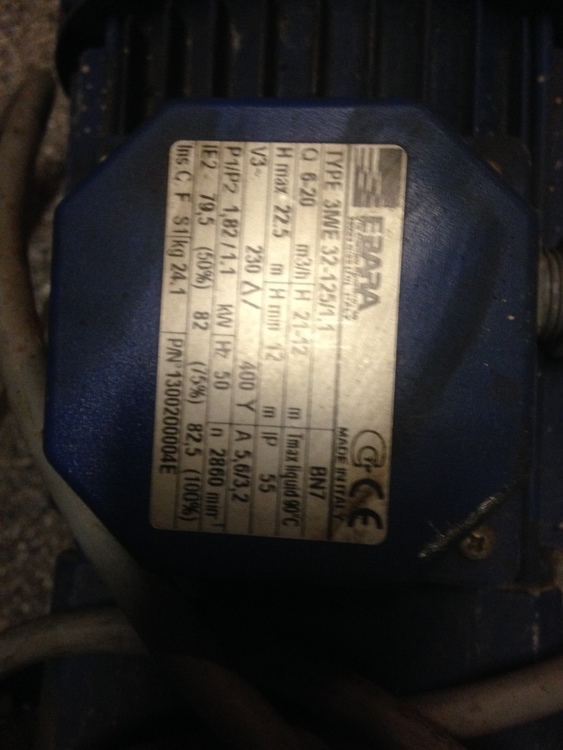 EBARA
MADE IN ITALY
CE
TYPE 3M/E 32-125/1,1 BN7
Q 6-20 m³/h H 21-12 m Tmax liquid 90°C
H max 22,5 m H min 12 m IP 55
V3~ 230 Δ / 400 Y A 5,6/3,2
P1/P2 1,82 / 1,1 kW Hz 50 n 2860 min⁻¹
IE2 - 79,5 (50%) 82 (75%) 82,5 (100%)
Ins C F S1 kg 24,1 P/N 1300200004E